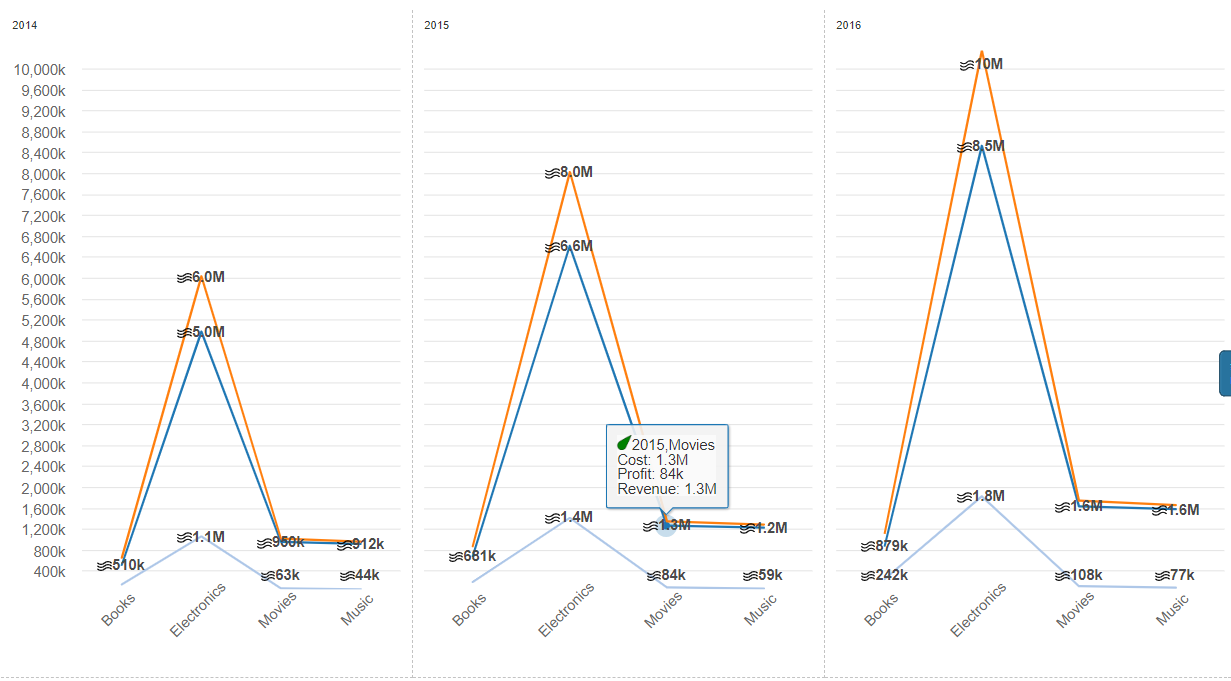 2014
2015
2016
10,000k
9,600k
9,200k
8,800k
8,400k
8,000k
7,600k
7,200k
6,800k
6,400k
6,000k
5,600k
5,200k
4,800k
4,400k
4,000k
3,600k
3,200k
2,800k
2,400k
2,000k
1,600k
1,200k
800k
400k
6.0M
5.0M
1.1M
510k
912k
63k
44k
Books
Electronics
Movies
Music
8.0M
6.6M
2015,Movies
Cost: 1.3M
Profit: 84k
Revenue: 1.3M
1.4M
1.3M
1.2M
681k
84k
59k
Books
Electronics
Movies
Music
10M
8.5M
1.8M
1.6M
1.6M
879k
242k
108k
77k
Books
Electronics
Movies
Music